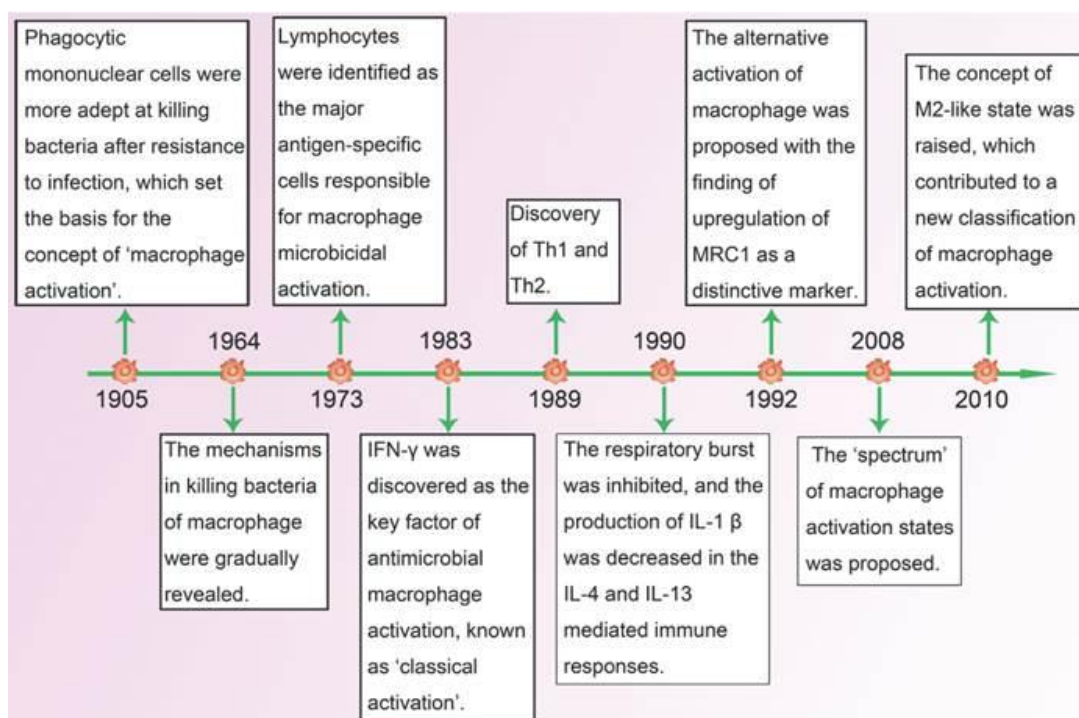 Phagocytic
mononuclear cells were
more adept at killing
bacteria after resistance
to infection, which set
the basis for the
concept of ‘macrophage
activation’.
Lymphocytes
were identified as
the major
antigen-specific
cells responsible
for macrophage
microbicidal
activation.
Discovery
of Th1 and
Th2.
The alternative
activation of
macrophage was
proposed with the
finding of
upregulation of
MRC1 as a
distinctive marker.
The concept of
M2-like state was
raised, which
contributed to a
new classification
of macrophage
activation.
1964
1983
1990
2008
1905
1973
1989
1992
2010
The mechanisms
in killing bacteria
of macrophage
were gradually
revealed.
IFN-γ was
discovered as the
key factor of
antimicrobial
macrophage
activation, known
as ‘classical
activation’.
The respiratory burst
was inhibited, and the
production of IL-1 β
was decreased in the
IL-4 and IL-13
mediated immune
responses.
The ‘spectrum’
of macrophage
activation states
was proposed.